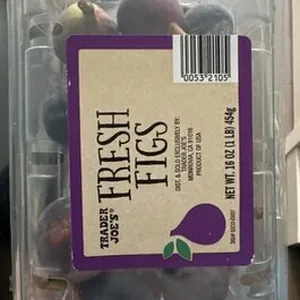 TRADER
JOE'S®
FRESH
FIGS
DIST. & SOLD EXCLUSIVELY BY:
TRADER JOE'S
MONROVIA, CA 91016
PRODUCT OF USA
0053 2105
NET WT. 16 OZ (1 LB) 454g